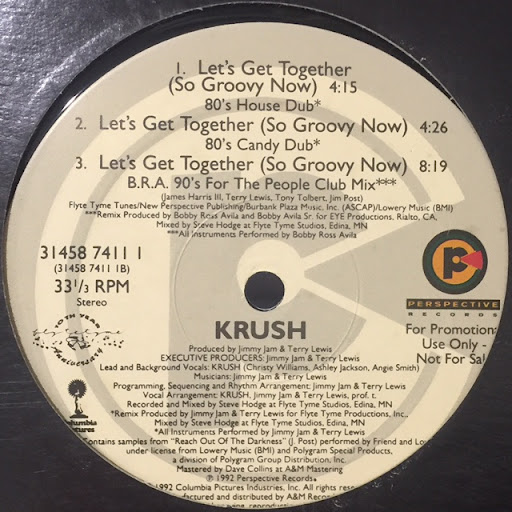 1. Let's Get Together
(So Groovy Now) 4:15
80's House Dub*
2. Let's Get Together (So Groovy Now) 4:26
80's Candy Dub*
3. Let's Get Together (So Groovy Now) 8:19
B.R.A. 90's For The People Club Mix***
(James Harris III, Terry Lewis, Tony Tolbert, Jim Post)
Flyte Tyme Tunes/New Perspective Publishing/Burbank Plaza Music, Inc. (ASCAP)/Lowery Music (BMI)
***Remix Produced by Bobby Ross Avila and Bobby Avila Sr. for EYE Productions, Rialto, CA,
Mixed by Steve Hodge at Flyte Tyme Studios, Edina, MN
***All Instruments Performed by Bobby Ross Avila
31458 7411 1
(31458 7411 1B)
33 1/3 RPM
Stereo
10TH YEAR
Anniversary
Columbia
Pictures
P
PERSPECTIVE
RECORDS
For Promotion
Use Only -
Not For Sal
KRUSH
Produced by Jimmy Jam & Terry Lewis
EXECUTIVE PRODUCERS: Jimmy Jam & Terry Lewis
Lead and Background Vocals: KRUSH (Christy Williams, Ashley Jackson, Angie Smith)
Musicians: Jimmy Jam & Terry Lewis
Programming, Sequencing and Rhythm Arrangement: Jimmy Jam & Terry Lewis
Vocal Arrangement: KRUSH, Jimmy Jam & Terry Lewis, prof. t.
Recorded and Mixed by Steve Hodge at Flyte Tyme Studios, Edina, MN
*Remix Produced by Jimmy Jam & Terry Lewis for Flyte Tyme Productions, Inc.,
Mixed by Steve Hodge at Flyte Tyme Studios, Edina, MN
*All Instruments Performed by Jimmy Jam & Terry Lewis
Contains samples from "Reach Out Of The Darkness" (J. Post) performed by Friend and Lo
under license from Lowery Music (BMI) and Polygram Special Products,
a division of Polygram Group Distribution, Inc.
Mastered by Dave Collins at A&M Mastering
℗ 1992 Perspective Records.
©1992 Columbia Pictures Industries, Inc. All
nufactured and distributed by A&M Recor